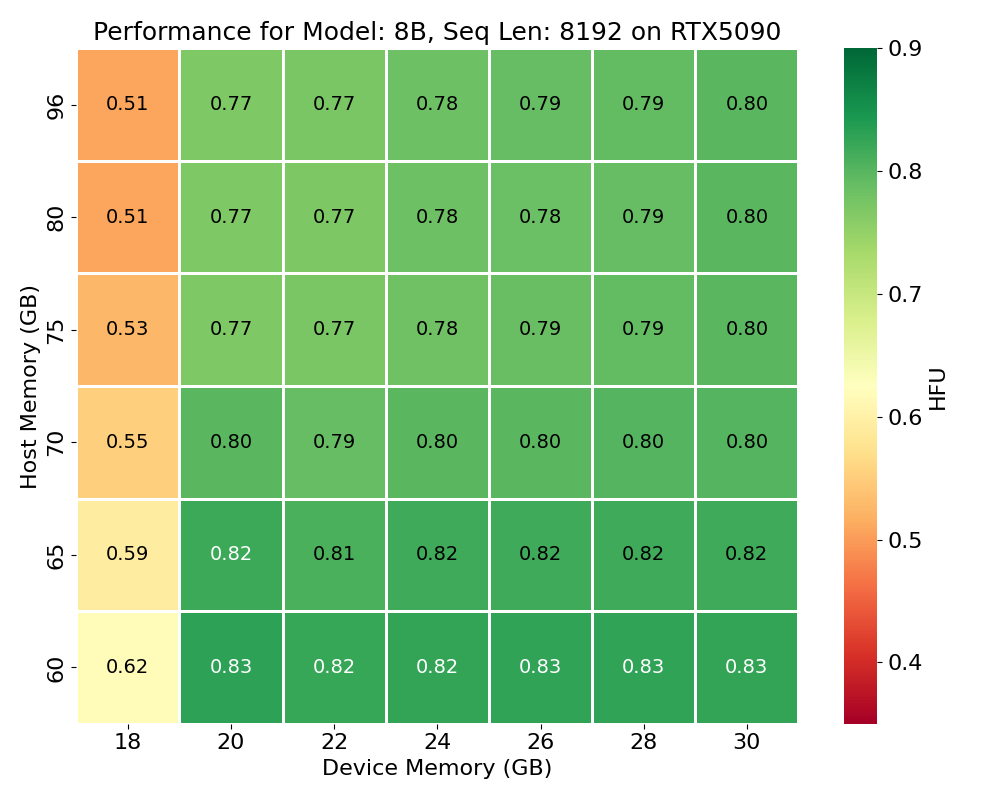 Performance for Model: 8B, Seq Len: 8192 on RTX5090
96 0.51 0.77 0.77 0.78 0.79 0.79 0.80
80 0.51 0.77 0.77 0.78 0.78 0.79 0.80
75 0.53 0.77 0.77 0.78 0.79 0.79 0.80
70 0.55 0.80 0.79 0.80 0.80 0.80 0.80
65 0.59 0.82 0.81 0.82 0.82 0.82 0.82
60 0.62 0.83 0.82 0.82 0.83 0.83 0.83
18 20 22 24 26 28 30
Device Memory (GB)
Host Memory (GB)
0.9
0.8
0.7
0.6
0.5
0.4
HFU